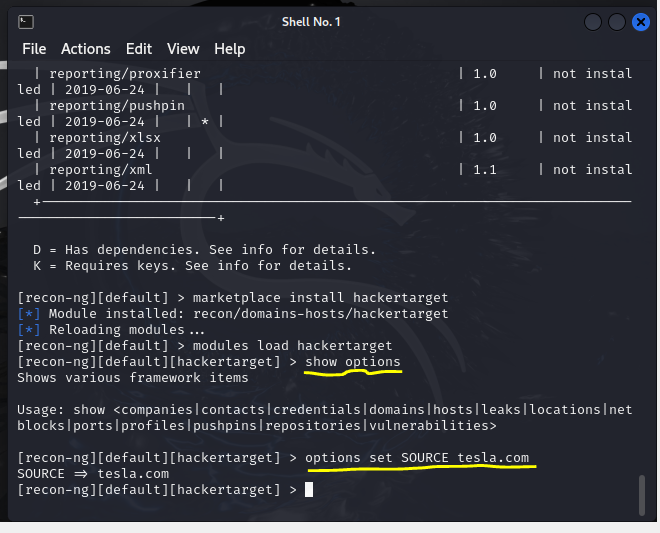 Shell No. 1
File Actions Edit View Help
| reporting/proxifier | 1.0 | not instal
led | 2019-06-24 | | |
| reporting/pushpin | 1.0 | not instal
led | 2019-06-24 | | * |
| reporting/xlsx | 1.0 | not instal
led | 2019-06-24 | | |
| reporting/xml | 1.1 | not instal
led | 2019-06-24 | | |
D = Has dependencies. See info for details.
K = Requires keys. See info for details.
[recon-ng][default] > marketplace install hackertarget
[*] Module installed: recon/domains-hosts/hackertarget
[*] Reloading modules...
[recon-ng][default] > modules load hackertarget
[recon-ng][default][hackertarget] > show options
Shows various framework items
Usage: show <companies|contacts|credentials|domains|hosts|leaks|locations|net
blocks|ports|profiles|pushpins|repositories|vulnerabilities>
[recon-ng][default][hackertarget] > options set SOURCE tesla.com
SOURCE => tesla.com
[recon-ng][default][hackertarget] >